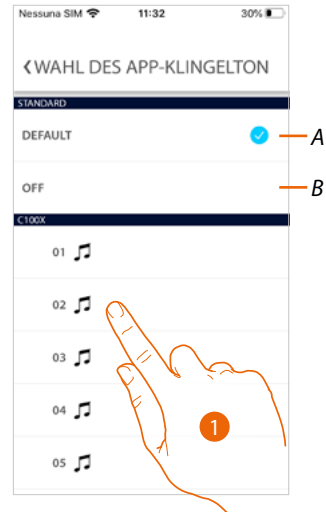 Nessuna SIM 11:32 30%
WAHL DES APP-KLINGELTON
STANDARD
DEFAULT
A
OFF
B
C100X
01
02
03
04
05
1